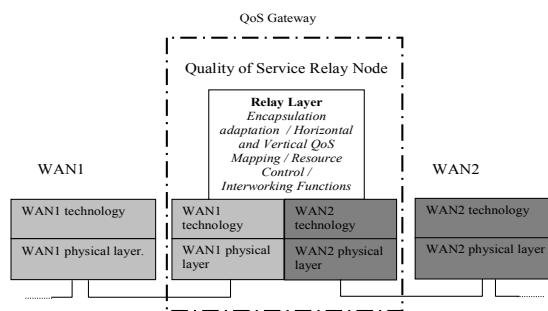 QoS Gateway
Quality of Service Relay Node
Relay Layer
Encapsulation
adaptation / Horizontal
and Vertical QoS
Mapping / Resource
Control /
Interworking Functions
WAN1
WAN2
WAN1 technology
WAN1 physical layer.
WAN1
technology
WAN2
technology
WAN1 physical
layer
WAN2 physical
layer
WAN2 technology
WAN2 physical layer